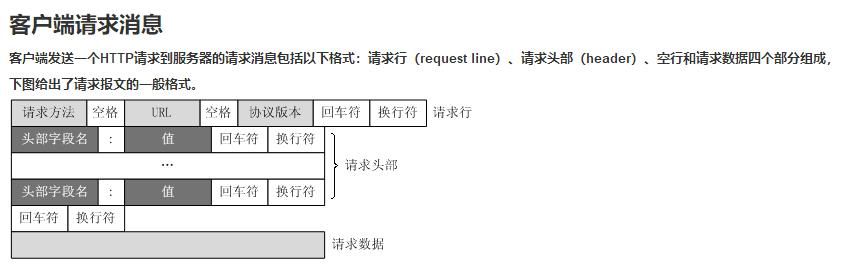 客户端请求消息
客户端发送一个HTTP请求到服务器的请求消息包括以下格式：请求行（request line）、请求头部（header）、空行和请求数据四个部分组成，
下图给出了请求报文的一般格式。
请求方法 空格 URL 空格 协议版本 回车符 换行符 请求行
头部字段名 : 值 回车符 换行符
... 请求头部
头部字段名 : 值 回车符 换行符
回车符 换行符
请求数据